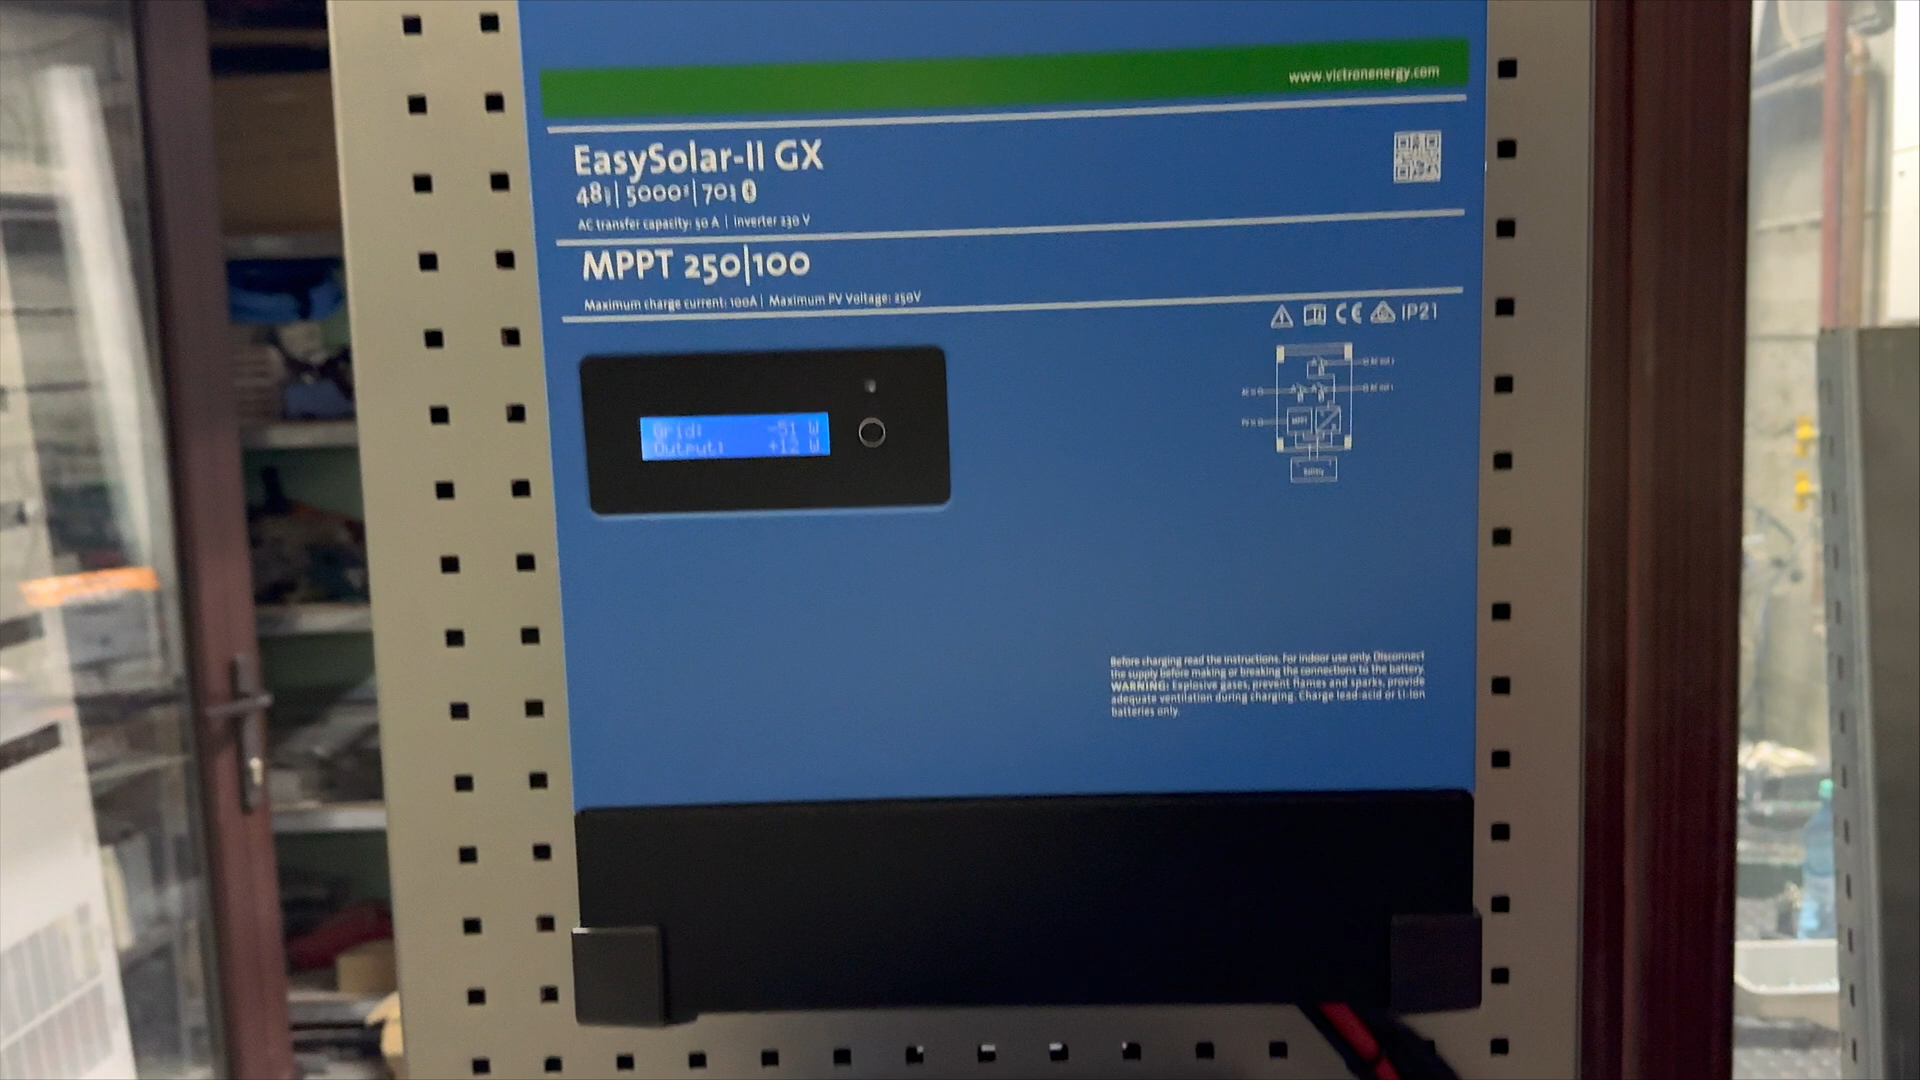 www.victronenergy.com
EasySolar-II GX
48 | 5000 | 70
AC transfer capacity: 50 A | Inverter 230 V
MPPT 250|100
Maximum charge current: 100A | Maximum PV Voltage: 250V
CE IP21
Grid: -51 W
Output: +12 W
MPPT
Battery
Before charging read the instructions. For indoor use only. Disconnect
the supply before making or breaking the connections to the battery.
WARNING: Explosive gases, prevent flames and sparks, provide
adequate ventilation during charging. Charge lead-acid or Li-Ion
batteries only.